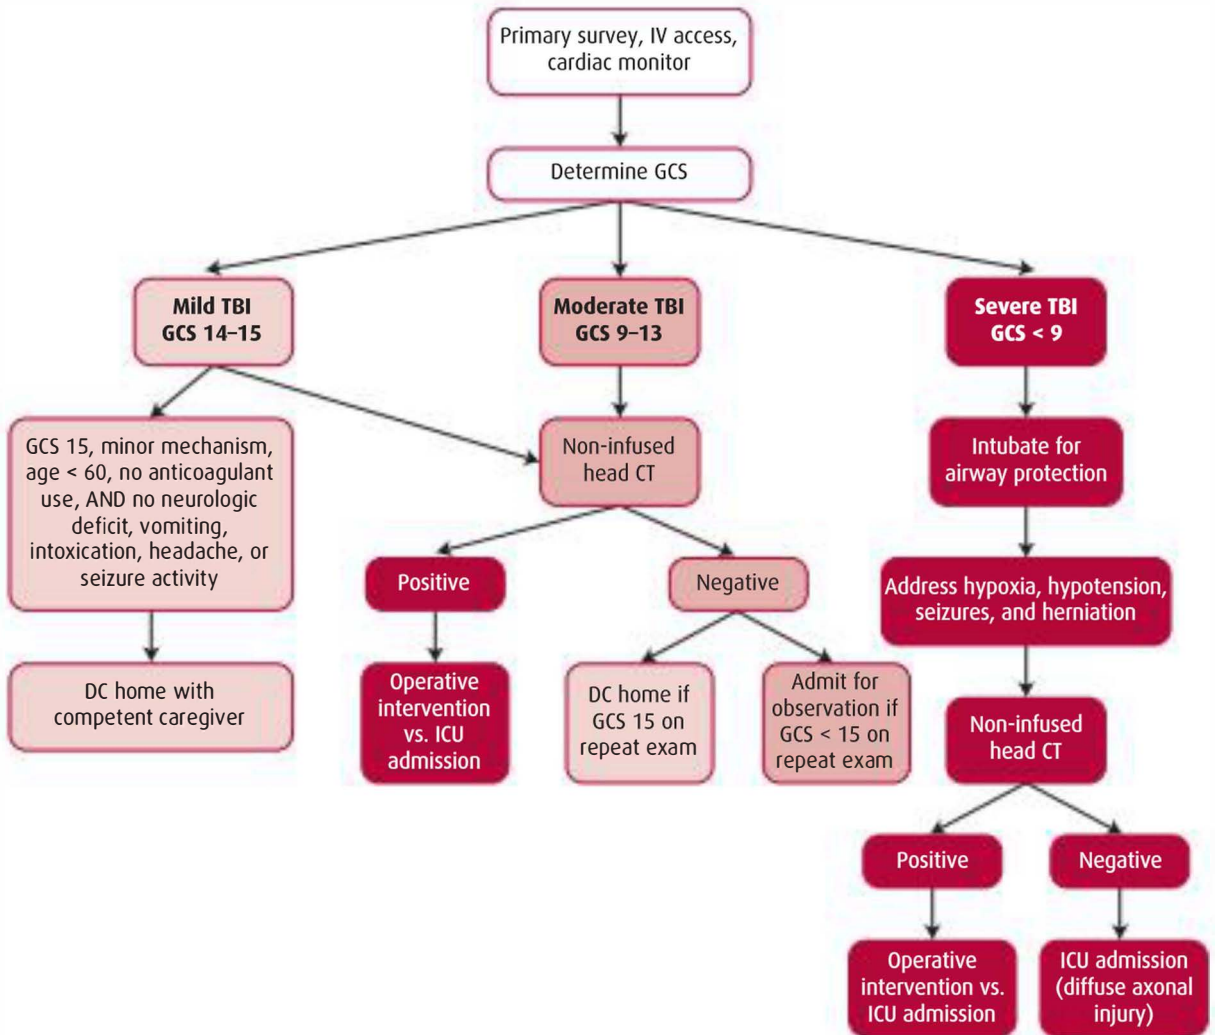 Primary survey, IV access,
cardiac monitor
Determine GCS
Mild TBI
GCS 14–15
Moderate TBI
GCS 9–13
Severe TBI
GCS < 9
GCS 15, minor mechanism,
age < 60, no anticoagulant
use, AND no neurologic
deficit, vomiting,
intoxication, headache, or
seizure activity
Non-infused
head CT
Intubate for
airway protection
Positive
Negative
Address hypoxia, hypotension,
seizures, and herniation
DC home with
competent caregiver
Operative
intervention
vs. ICU
admission
DC home if
GCS 15 on
repeat exam
Admit for
observation if
GCS < 15 on
repeat exam
Non-infused
head CT
Positive
Negative
Operative
intervention vs.
ICU admission
ICU admission
(diffuse axonal
injury)